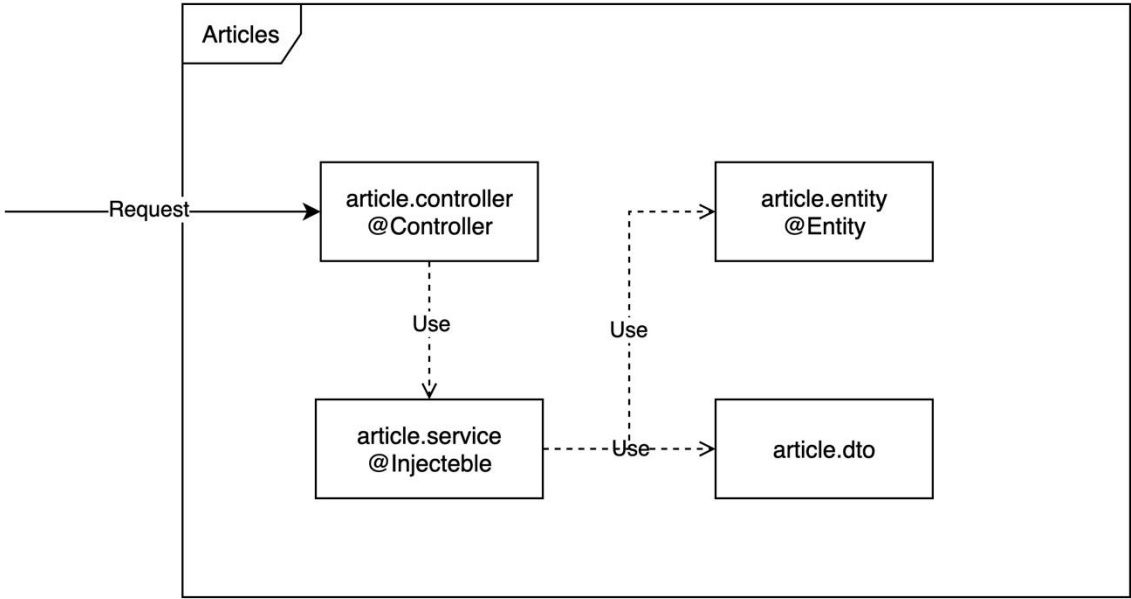 Articles
Request
article.controller
@Controller
article.entity
@Entity
Use
Use
article.service
@Injecteble
Use
article.dto